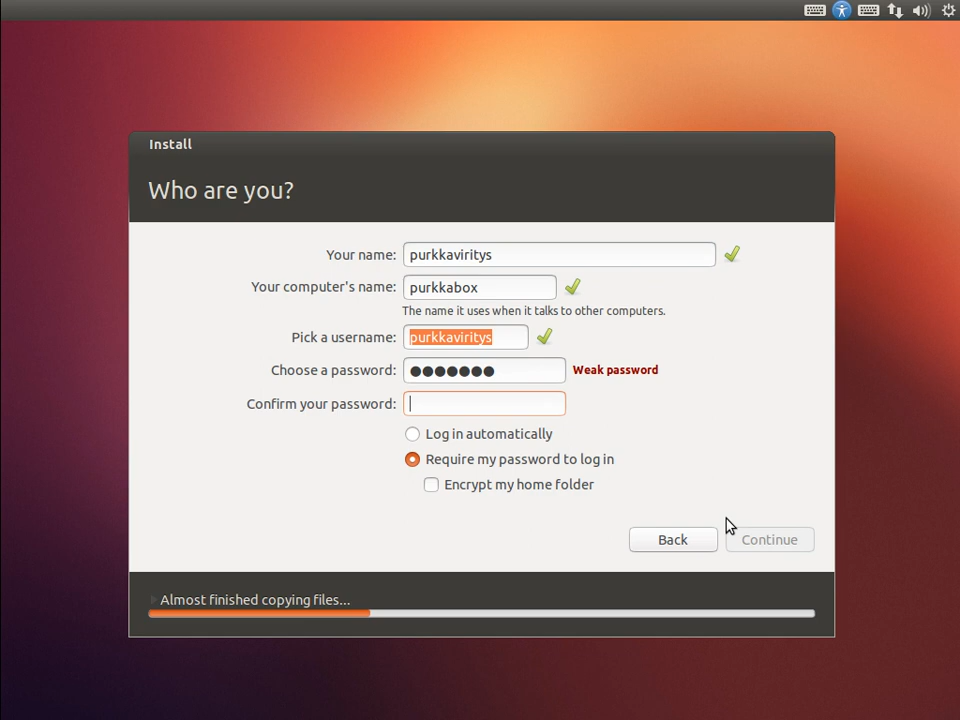 Install
Who are you?
Your name: purkkaviritys
Your computer's name: purkkabox
The name it uses when it talks to other computers.
Pick a username: purkkaviritys
Choose a password: ●●●●●●● Weak password
Confirm your password:
Log in automatically
Require my password to log in
Encrypt my home folder
Back Continue
Almost finished copying files...